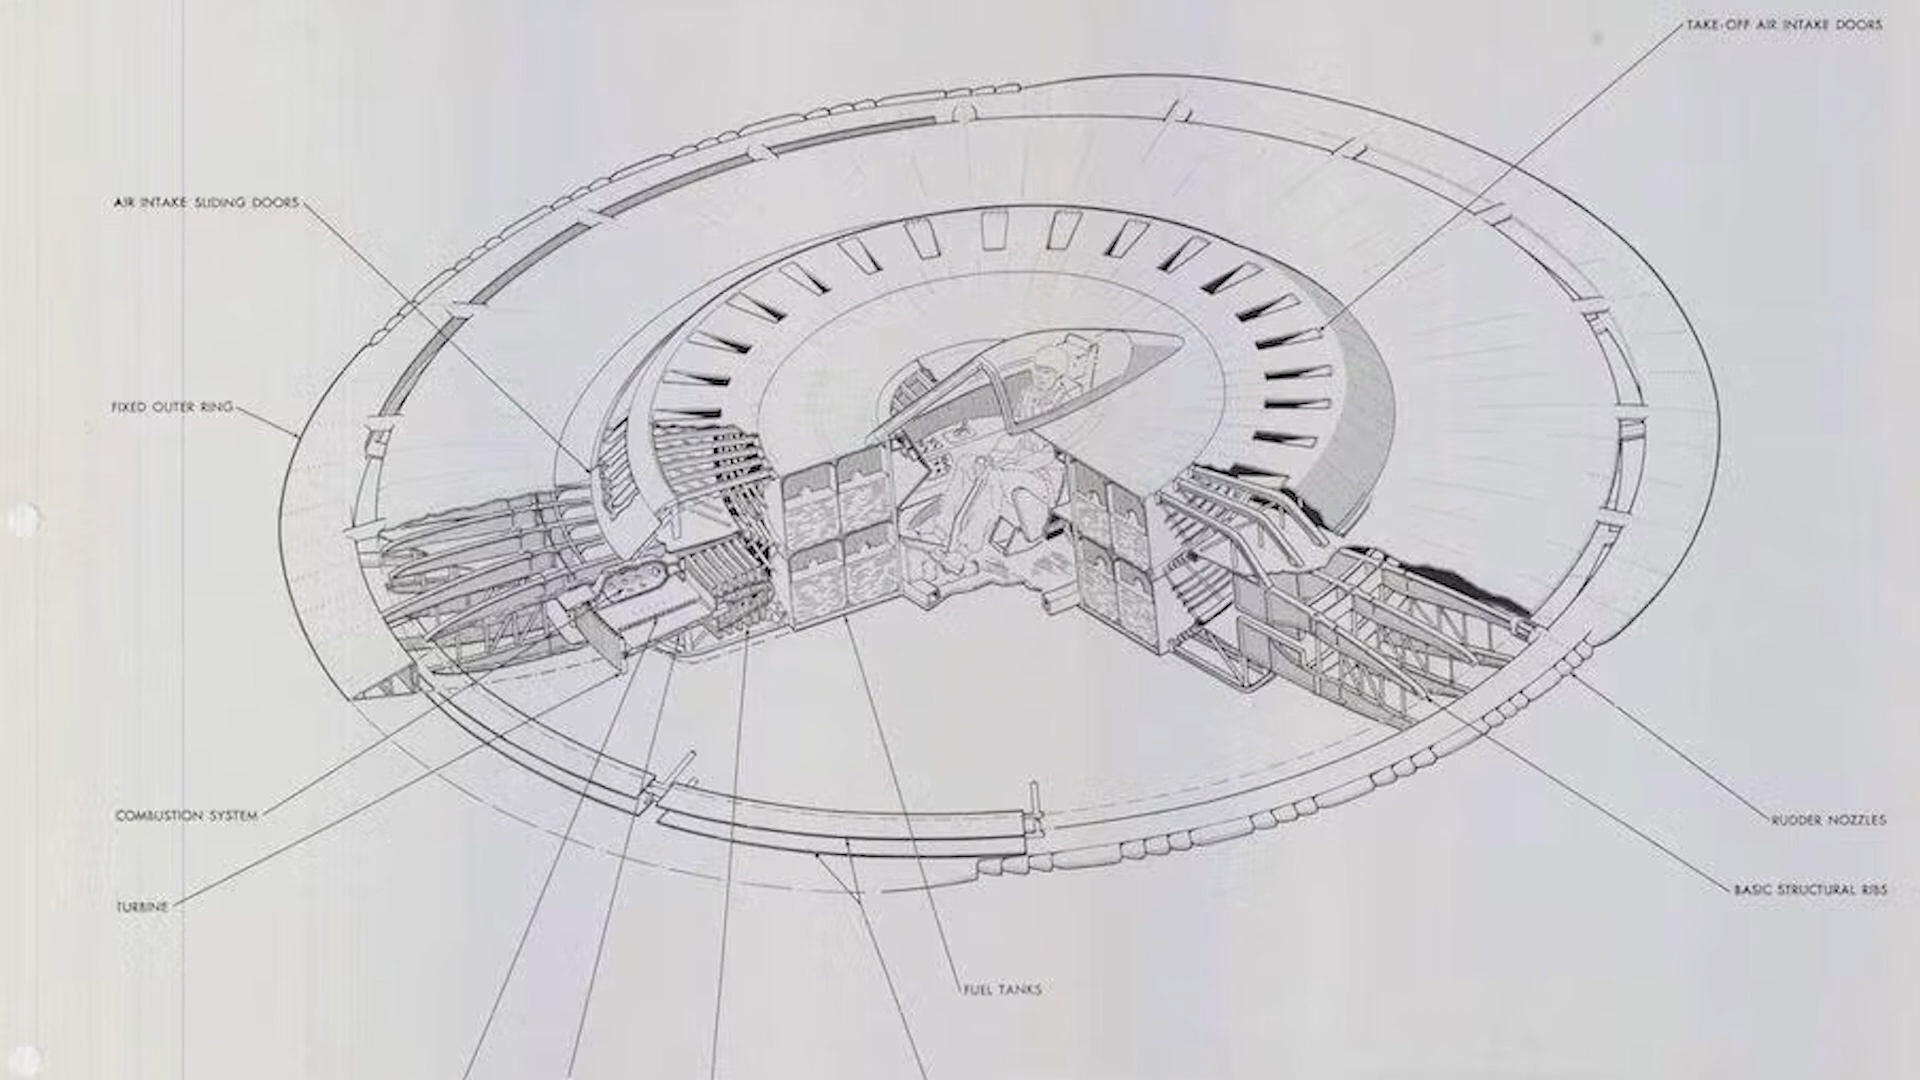 TAKE-OFF AIR INTAKE DOORS
AIR INTAKE SLIDING DOORS
FIXED OUTER RING
COMBUSTION SYSTEM
RUDDER NOZZLES
BASIC STRUCTURAL RIBS
TURBINE
FUEL TANKS